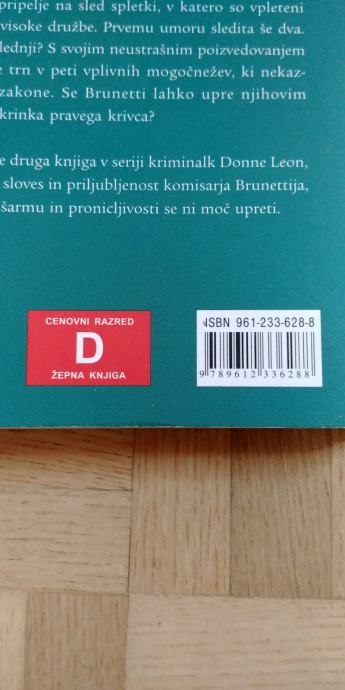 pripelje na sled spletki, v katero so vpleteni
visoke družbe. Prvemu umoru sledita še dva.
lednji? S svojim neustrašnim poizvedovanjem
e trn v peti vplivnih mogočnežev, ki nekaz-
zakone. Se Brunetti lahko upre njihovim
krinka pravega krivca?
e druga knjiga v seriji kriminalk Donne Leon,
sloves in priljubljenost komisarja Brunettija,
šarmu in pronicljivosti se ni moč upreti.
CENOVNI RAZRED
D
ŽEPNA KNJIGA
ISBN 961-233-628-8
9 789612 336288